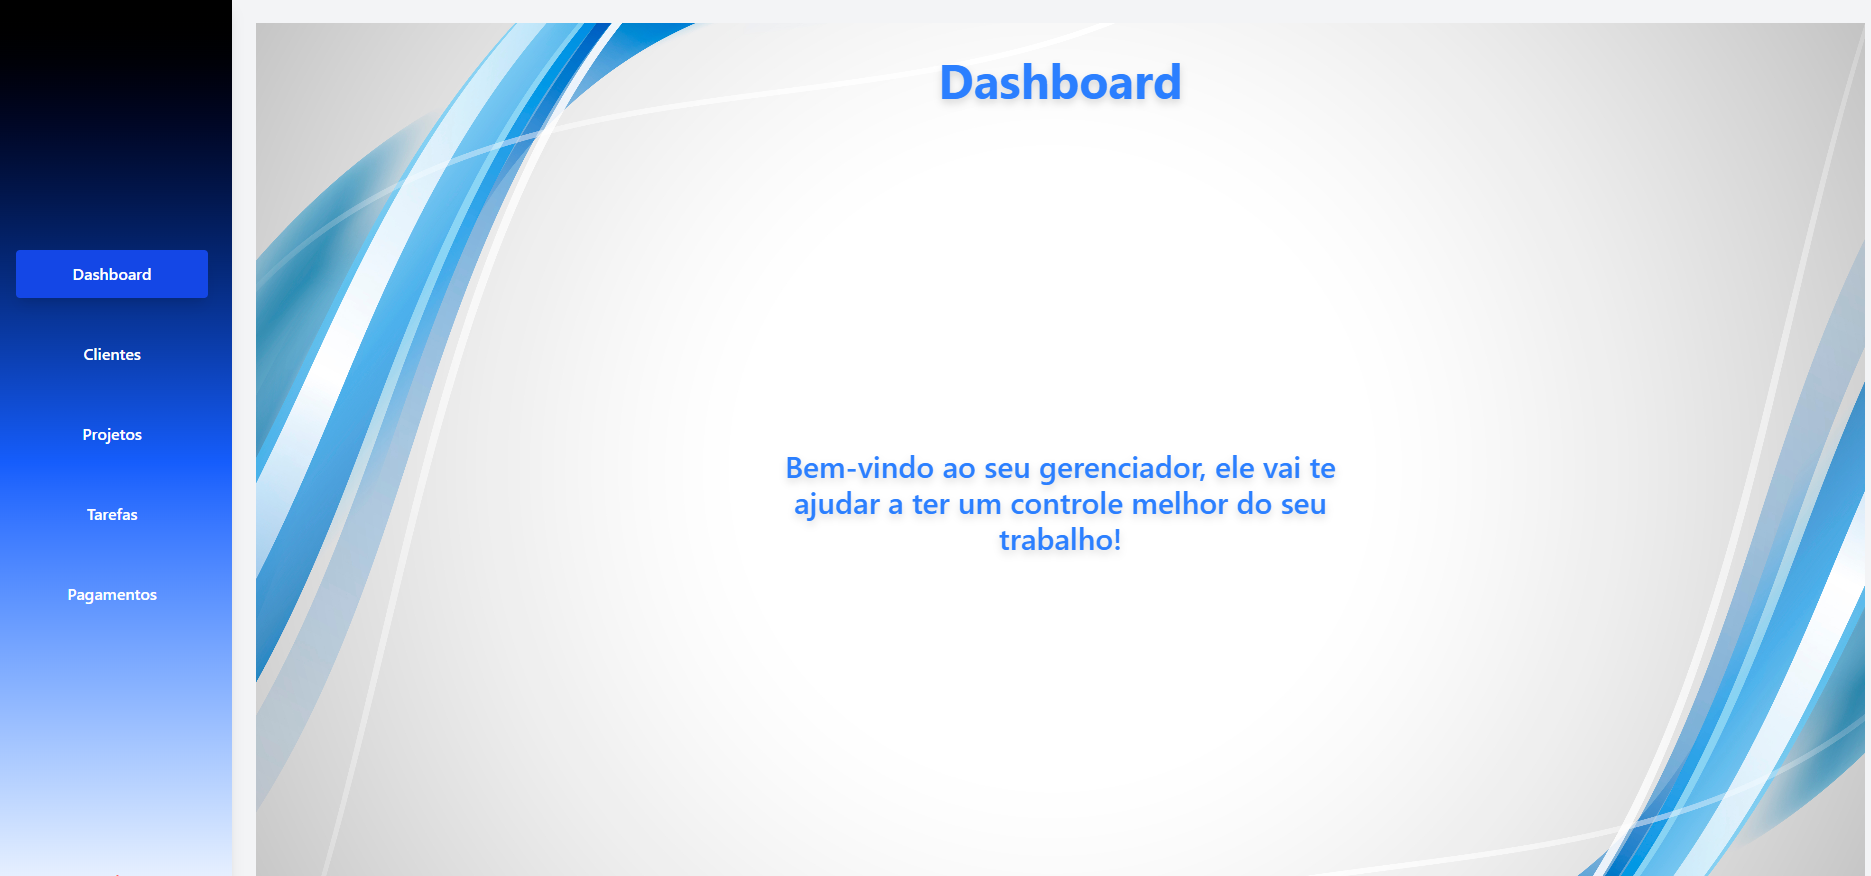 Dashboard
Dashboard
Clientes
Projetos
Tarefas
Pagamentos
Bem-vindo ao seu gerenciador, ele vai te
ajudar a ter um controle melhor do seu
trabalho!